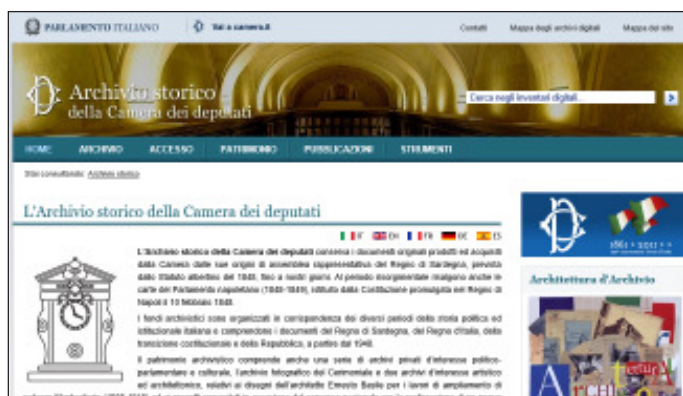 PARLAMENTO ITALIANO
Vai a camera.it
Contatti
Mappa degli archivi digitali
Mappa del sito
Archivio storico
della Camera dei deputati
Cerca negli inventari digitali...
HOME ARCHIVIO ACCESSO PATRIMONIO PUBBLICAZIONI STRUMENTI
Stai consultando: Archivio storico
L'Archivio storico della Camera dei deputati
IT EN FR DE ES
L'Archivio storico della Camera dei deputati conserva i documenti originali prodotti ed acquisiti
dalla Camera dalle sue origini di assemblea rappresentativa del Regno di Sardegna, prevista
dallo Statuto albertino del 1848, fino a nostri giorni. Al periodo risorgimentale risalgono anche le
carte del Parlamento napoletano (1848-1849), istituito dalla Costituzione promulgata nel Regno di
Napoli il 10 febbraio 1848.
I fondi archivistici sono organizzati in corrispondenza dei diversi periodi della storia politica ed
istituzionale italiana e comprendono i documenti del Regno di Sardegna, del Regno d'Italia, della
transizione costituzionale e della Repubblica, a partire dal 1948.
Il patrimonio archivistico comprende anche una serie di archivi privati d'interesse politico-
parlamentare e culturale, l'archivio fotografico del Cerimoniale e due archivi d'interesse artistico
ed architettonico, relativi ai disegni dell'architetto Ernesto Basile per i lavori di ampliamento di
1861 > 2011 > >
Architettura d'Archivio